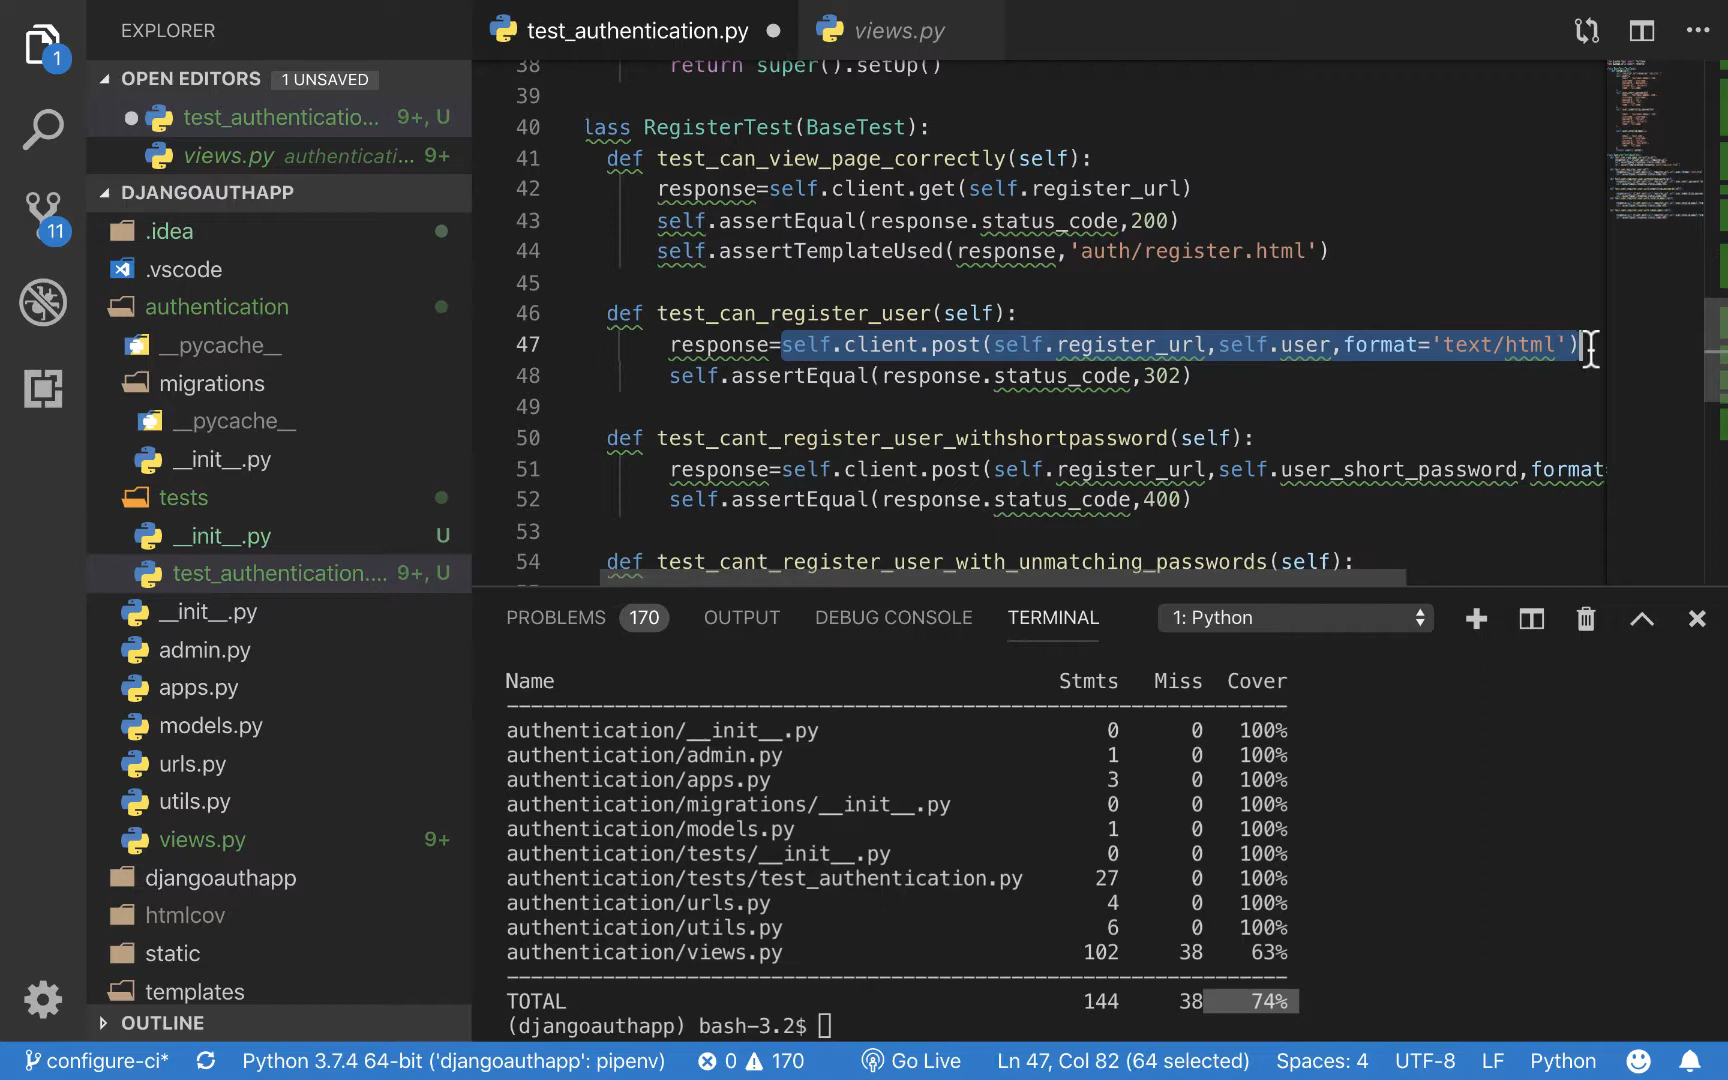 EXPLORER
1
OPEN EDITORS 1 UNSAVED
test_authenticatio... 9+, U
views.py authenticati... 9+
DJANGOAUTHAPP
11
.idea
.vscode
authentication
__pycache__
migrations
__pycache__
__init__.py
tests
__init__.py U
test_authentication.... 9+, U
__init__.py
admin.py
apps.py
models.py
urls.py
utils.py
views.py 9+
djangoauthapp
htmlcov
static
templates
OUTLINE
test_authentication.py
views.py
38 return super().setUp()
39
40 lass RegisterTest(BaseTest):
41 def test_can_view_page_correctly(self):
42 response=self.client.get(self.register_url)
43 self.assertEqual(response.status_code,200)
44 self.assertTemplateUsed(response,'auth/register.html')
45
46 def test_can_register_user(self):
47 response=self.client.post(self.register_url,self.user,format='text/html')
48 self.assertEqual(response.status_code,302)
49
50 def test_cant_register_user_withshortpassword(self):
51 response=self.client.post(self.register_url,self.user_short_password,format
52 self.assertEqual(response.status_code,400)
53
54 def test_cant_register_user_with_unmatching_passwords(self):
PROBLEMS 170 OUTPUT DEBUG CONSOLE TERMINAL 1: Python
Name Stmts Miss Cover
----------------------------------------------------------------
authentication/__init__.py 0 0 100%
authentication/admin.py 1 0 100%
authentication/apps.py 3 0 100%
authentication/migrations/__init__.py 0 0 100%
authentication/models.py 1 0 100%
authentication/tests/__init__.py 0 0 100%
authentication/tests/test_authentication.py 27 0 100%
authentication/urls.py 4 0 100%
authentication/utils.py 6 0 100%
authentication/views.py 102 38 63%
----------------------------------------------------------------
TOTAL 144 38 74%
(djangoauthapp) bash-3.2$
configure-ci* Python 3.7.4 64-bit ('djangoauthapp': pipenv) 0 170 Go Live Ln 47, Col 82 (64 selected) Spaces: 4 UTF-8 LF Python